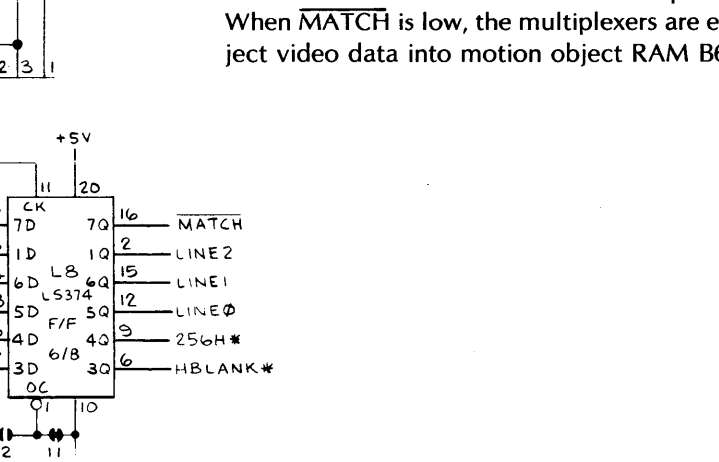 When MATCH is low, the multiplexers are e
ject video data into motion object RAM B6
2 3 1
+5V
11 20
CK
7D 7Q 16 MATCH
1D 1Q 2 LINE2
6D L8 6Q 15 LINE1
LS374
5D 5Q 12 LINEØ
F/F
4D 4Q 9 256H*
6/8
3D 3Q 6 HBLANK*
OC
1 10
2 11